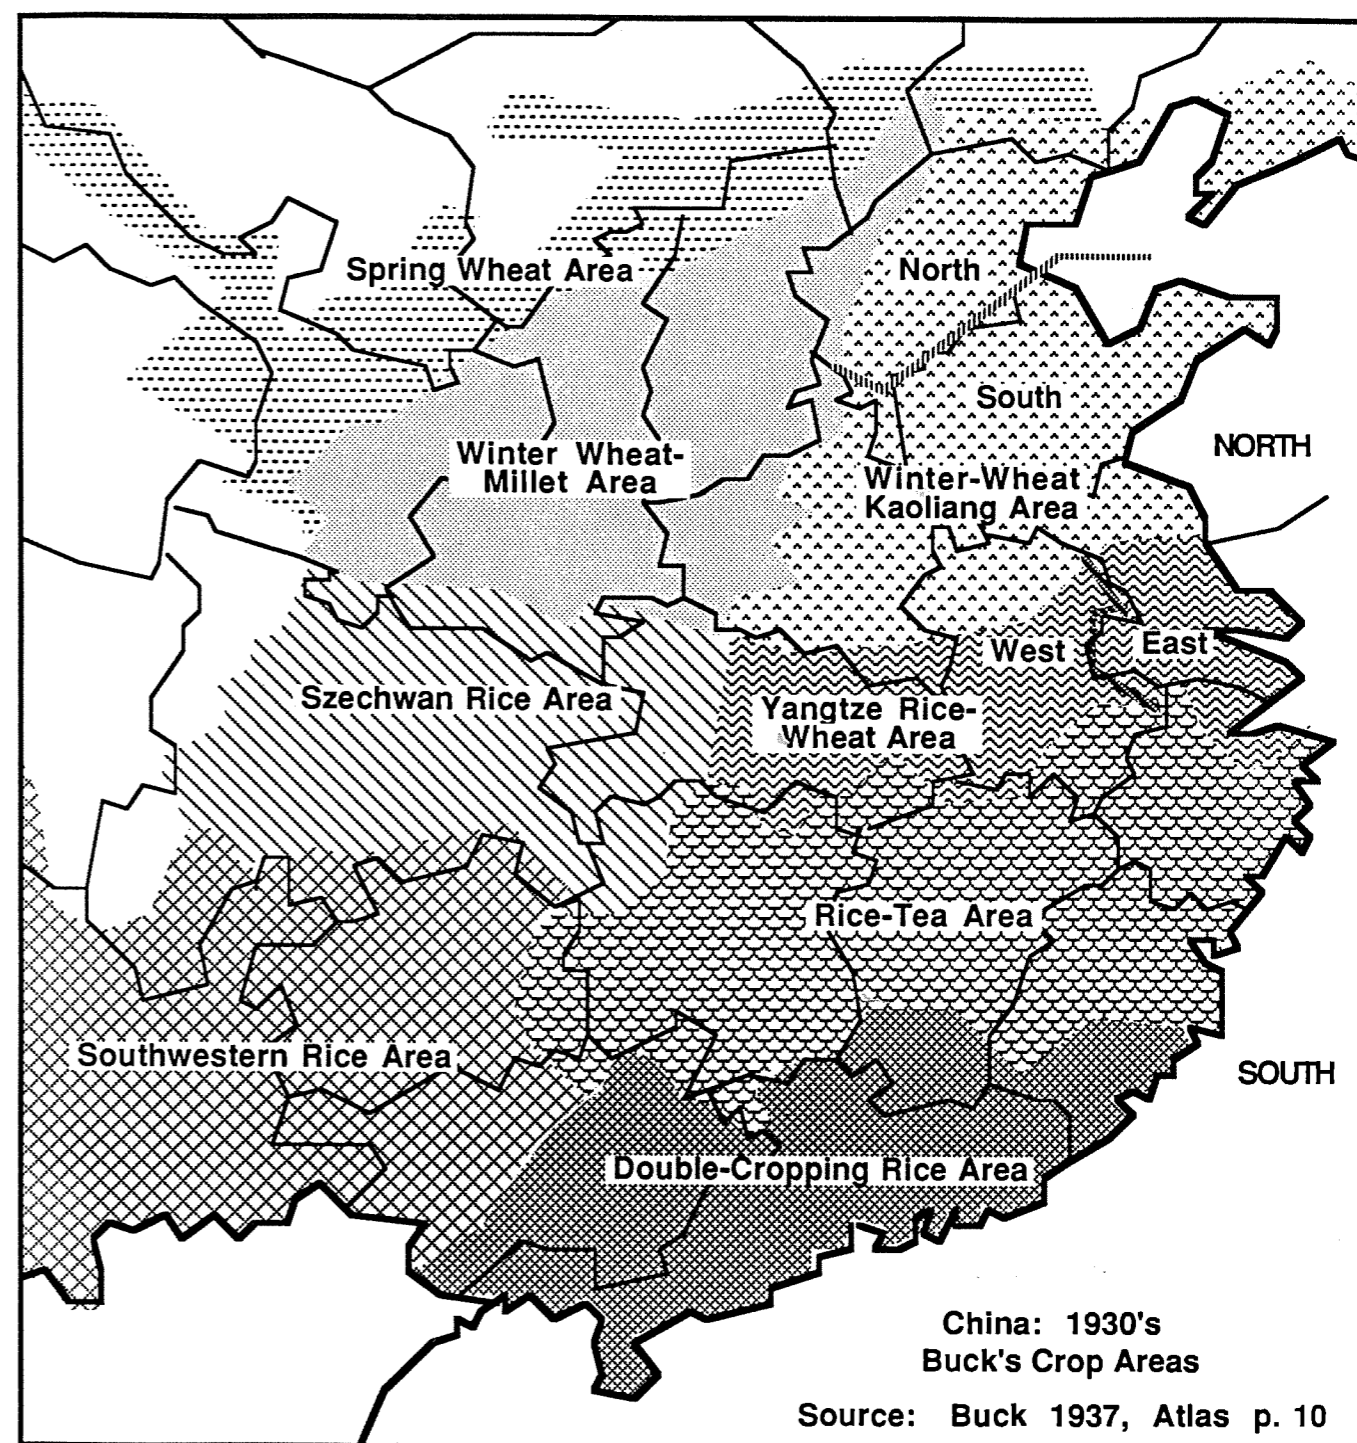 Spring Wheat Area
North
South
NORTH
Winter Wheat-
Millet Area
Winter-Wheat
Kaoliang Area
West
East
Szechwan Rice Area
Yangtze Rice-
Wheat Area
Rice-Tea Area
Southwestern Rice Area
SOUTH
Double-Cropping Rice Area
China: 1930's
Buck's Crop Areas
Source: Buck 1937, Atlas p. 10